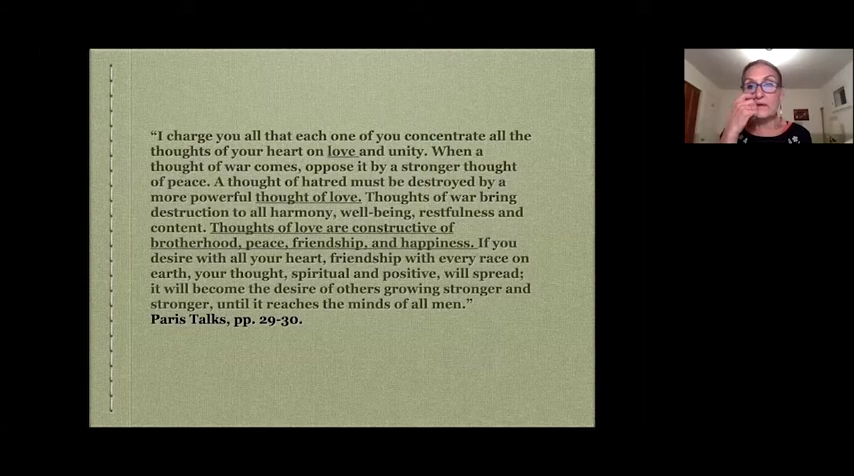 “I charge you all that each one of you concentrate all the
thoughts of your heart on love and unity. When a
thought of war comes, oppose it by a stronger thought
of peace. A thought of hatred must be destroyed by a
more powerful thought of love. Thoughts of war bring
destruction to all harmony, well-being, restfulness and
content. Thoughts of love are constructive of
brotherhood, peace, friendship, and happiness. If you
desire with all your heart, friendship with every race on
earth, your thought, spiritual and positive, will spread;
it will become the desire of others growing stronger and
stronger, until it reaches the minds of all men.”
Paris Talks, pp. 29-30.